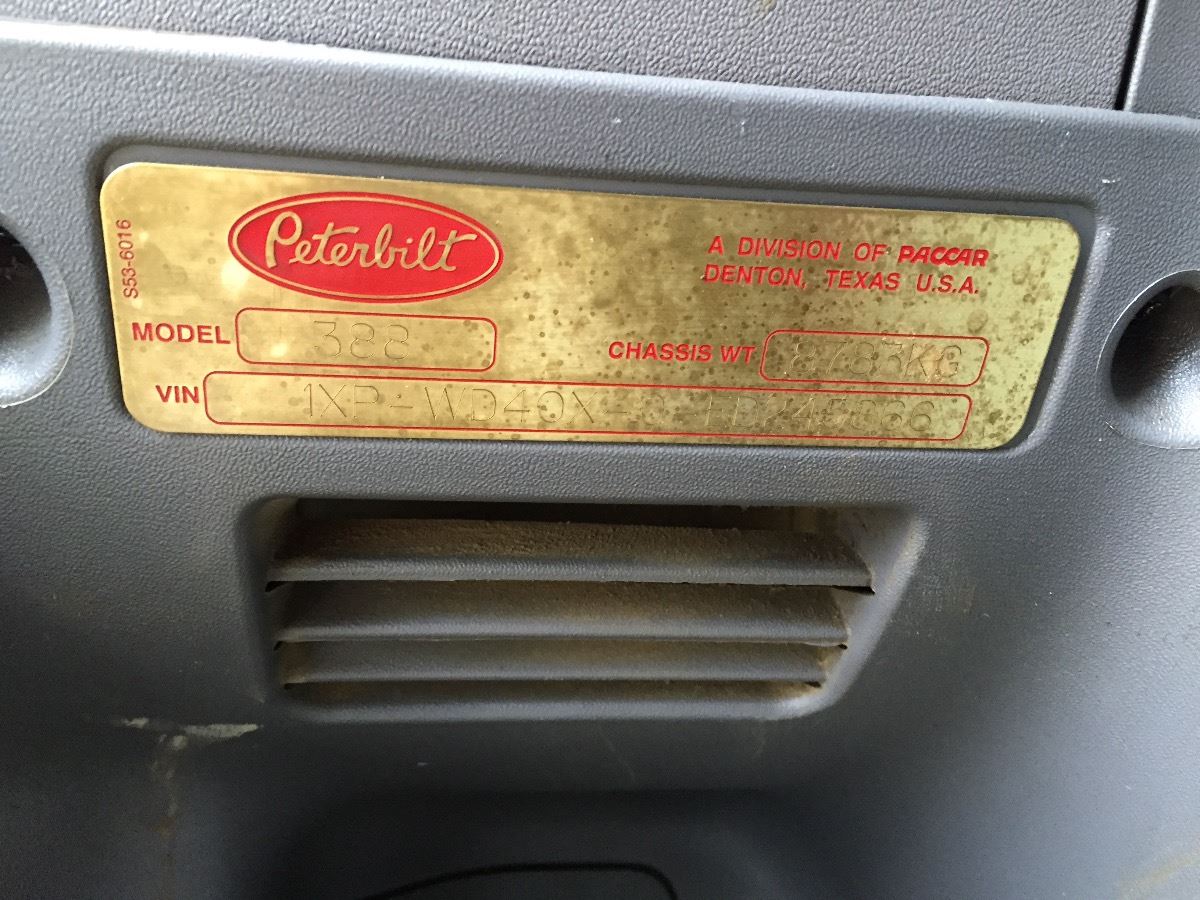 S53-6016
Peterbilt
A DIVISION OF PACCAR
DENTON, TEXAS U.S.A.
MODEL 388
CHASSIS WT 8783KG
VIN